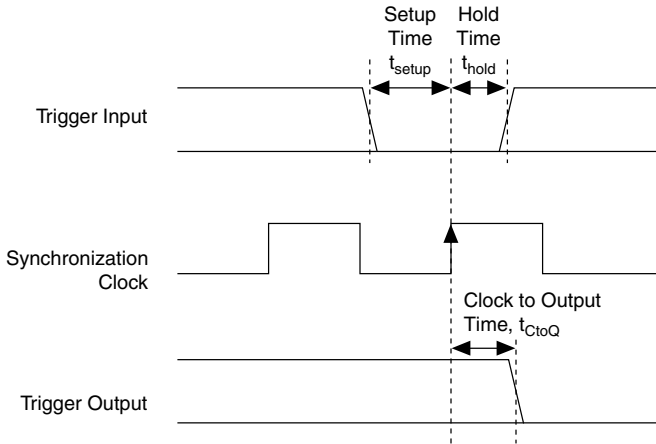 Setup
Time
tsetup
Hold
Time
thold
Trigger Input
Synchronization
Clock
Clock to Output
Time, tCtoQ
Trigger Output